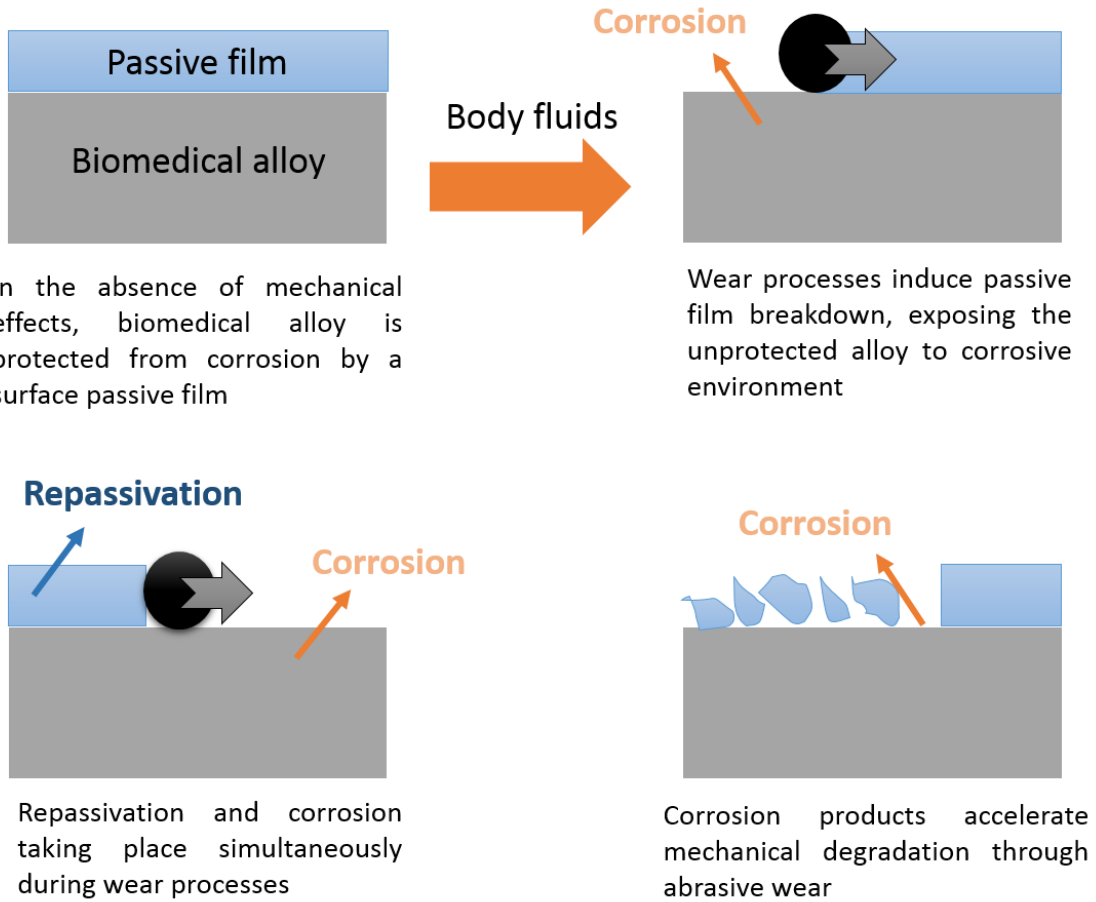 Passive film
Biomedical alloy
Body fluids
Corrosion
n the absence of mechanical
effects, biomedical alloy is
protected from corrosion by a
surface passive film
Wear processes induce passive
film breakdown, exposing the
unprotected alloy to corrosive
environment
Repassivation
Corrosion
Repassivation and corrosion
taking place simultaneously
during wear processes
Corrosion
Corrosion products accelerate
mechanical degradation through
abrasive wear